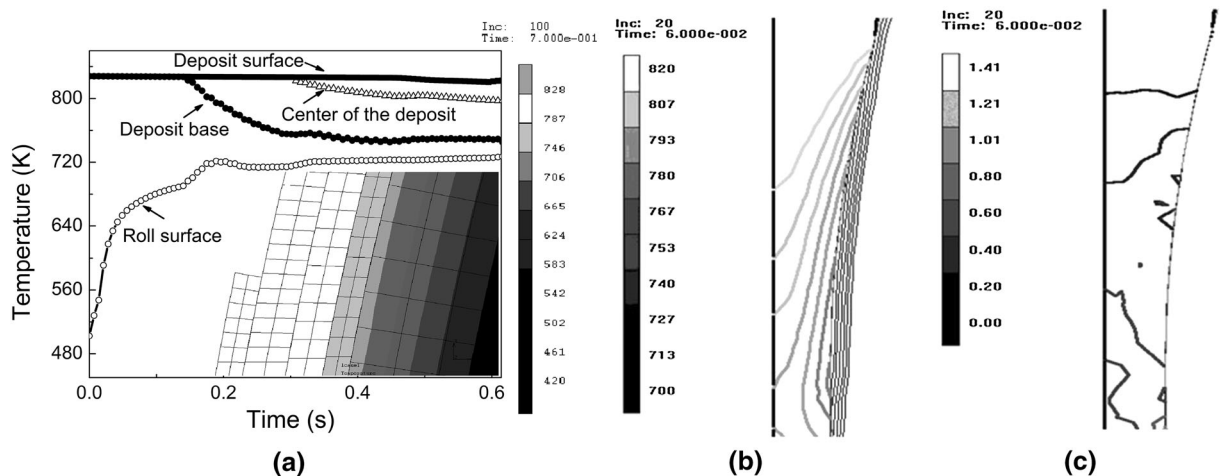 Inc: 100
Time: 7.000e-001
Deposit surface
Center of the deposit
Deposit base
Roll surface
Temperature (K)
800
720
640
560
480
0.0 0.2 0.4 0.6
Time (s)
828
787
746
706
665
624
583
542
502
461
420
(a)
Inc: 20
Time: 6.000e-002
820
807
793
780
767
753
740
727
713
700
(b)
Inc: 20
Time: 6.000e-002
1.41
1.21
1.01
0.80
0.60
0.40
0.20
0.00
(c)